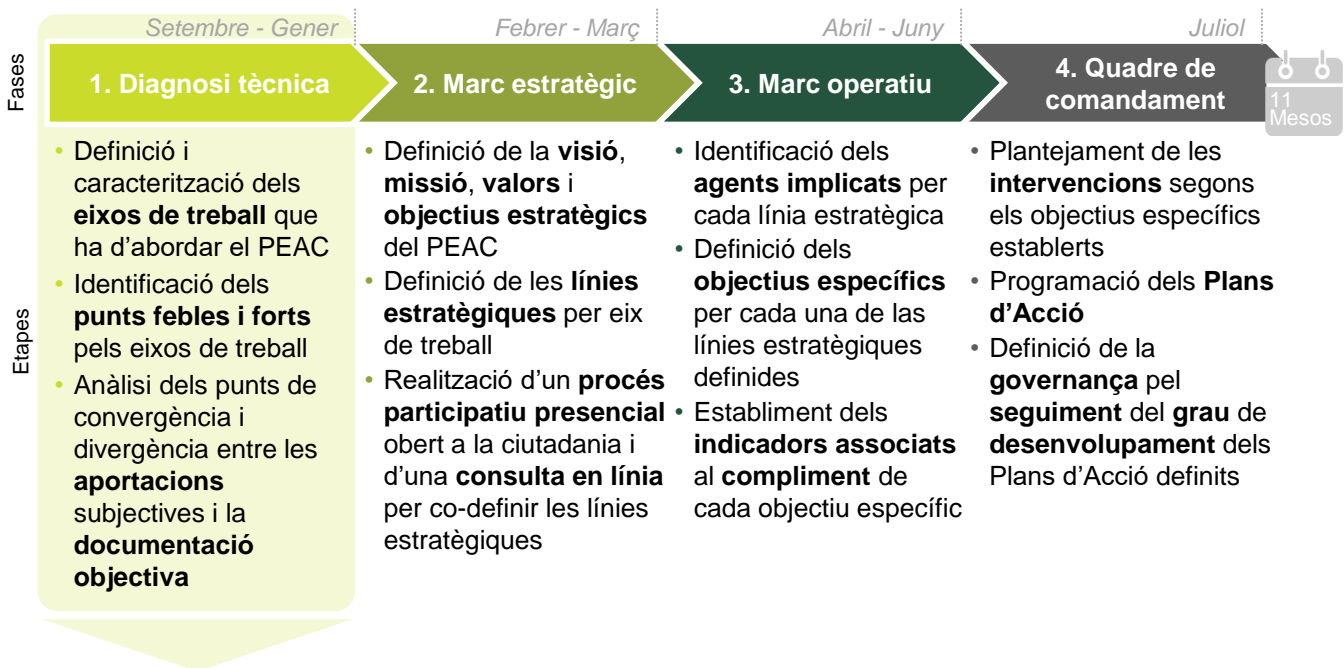 Setembre - Gener
Febrer - Març
Abril - Juny
Juliol
Fases
1. Diagnosi tècnica
2. Marc estratègic
3. Marc operatiu
4. Quadre de
comandament
11
Mesos
Etapes
• Definició i
caracterització dels
eixos de treball que
ha d'abordar el PEAC
• Identificació dels
punts febles i forts
pels eixos de treball
• Anàlisi dels punts de
convergència i
divergència entre les
aportacions
subjectives i la
documentació
objectiva
• Definició de la visió,
missió, valors i
objectius estratègics
del PEAC
• Definició de les línies
estratègiques per eix
de treball
• Realització d'un procés
participatiu presencial
obert a la ciutadania i
d'una consulta en línia
per co-definir les línies
estratègiques
• Identificació dels
agents implicats per
cada línia estratègica
• Definició dels
objectius específics
per cada una de las
línies estratègiques
definides
• Establiment dels
indicadors associats
al compliment de
cada objectiu específic
• Plantejament de les
intervencions segons
els objectius específics
establerts
• Programació dels Plans
d'Acció
• Definició de la
governança pel
seguiment del grau de
desenvolupament dels
Plans d'Acció definits